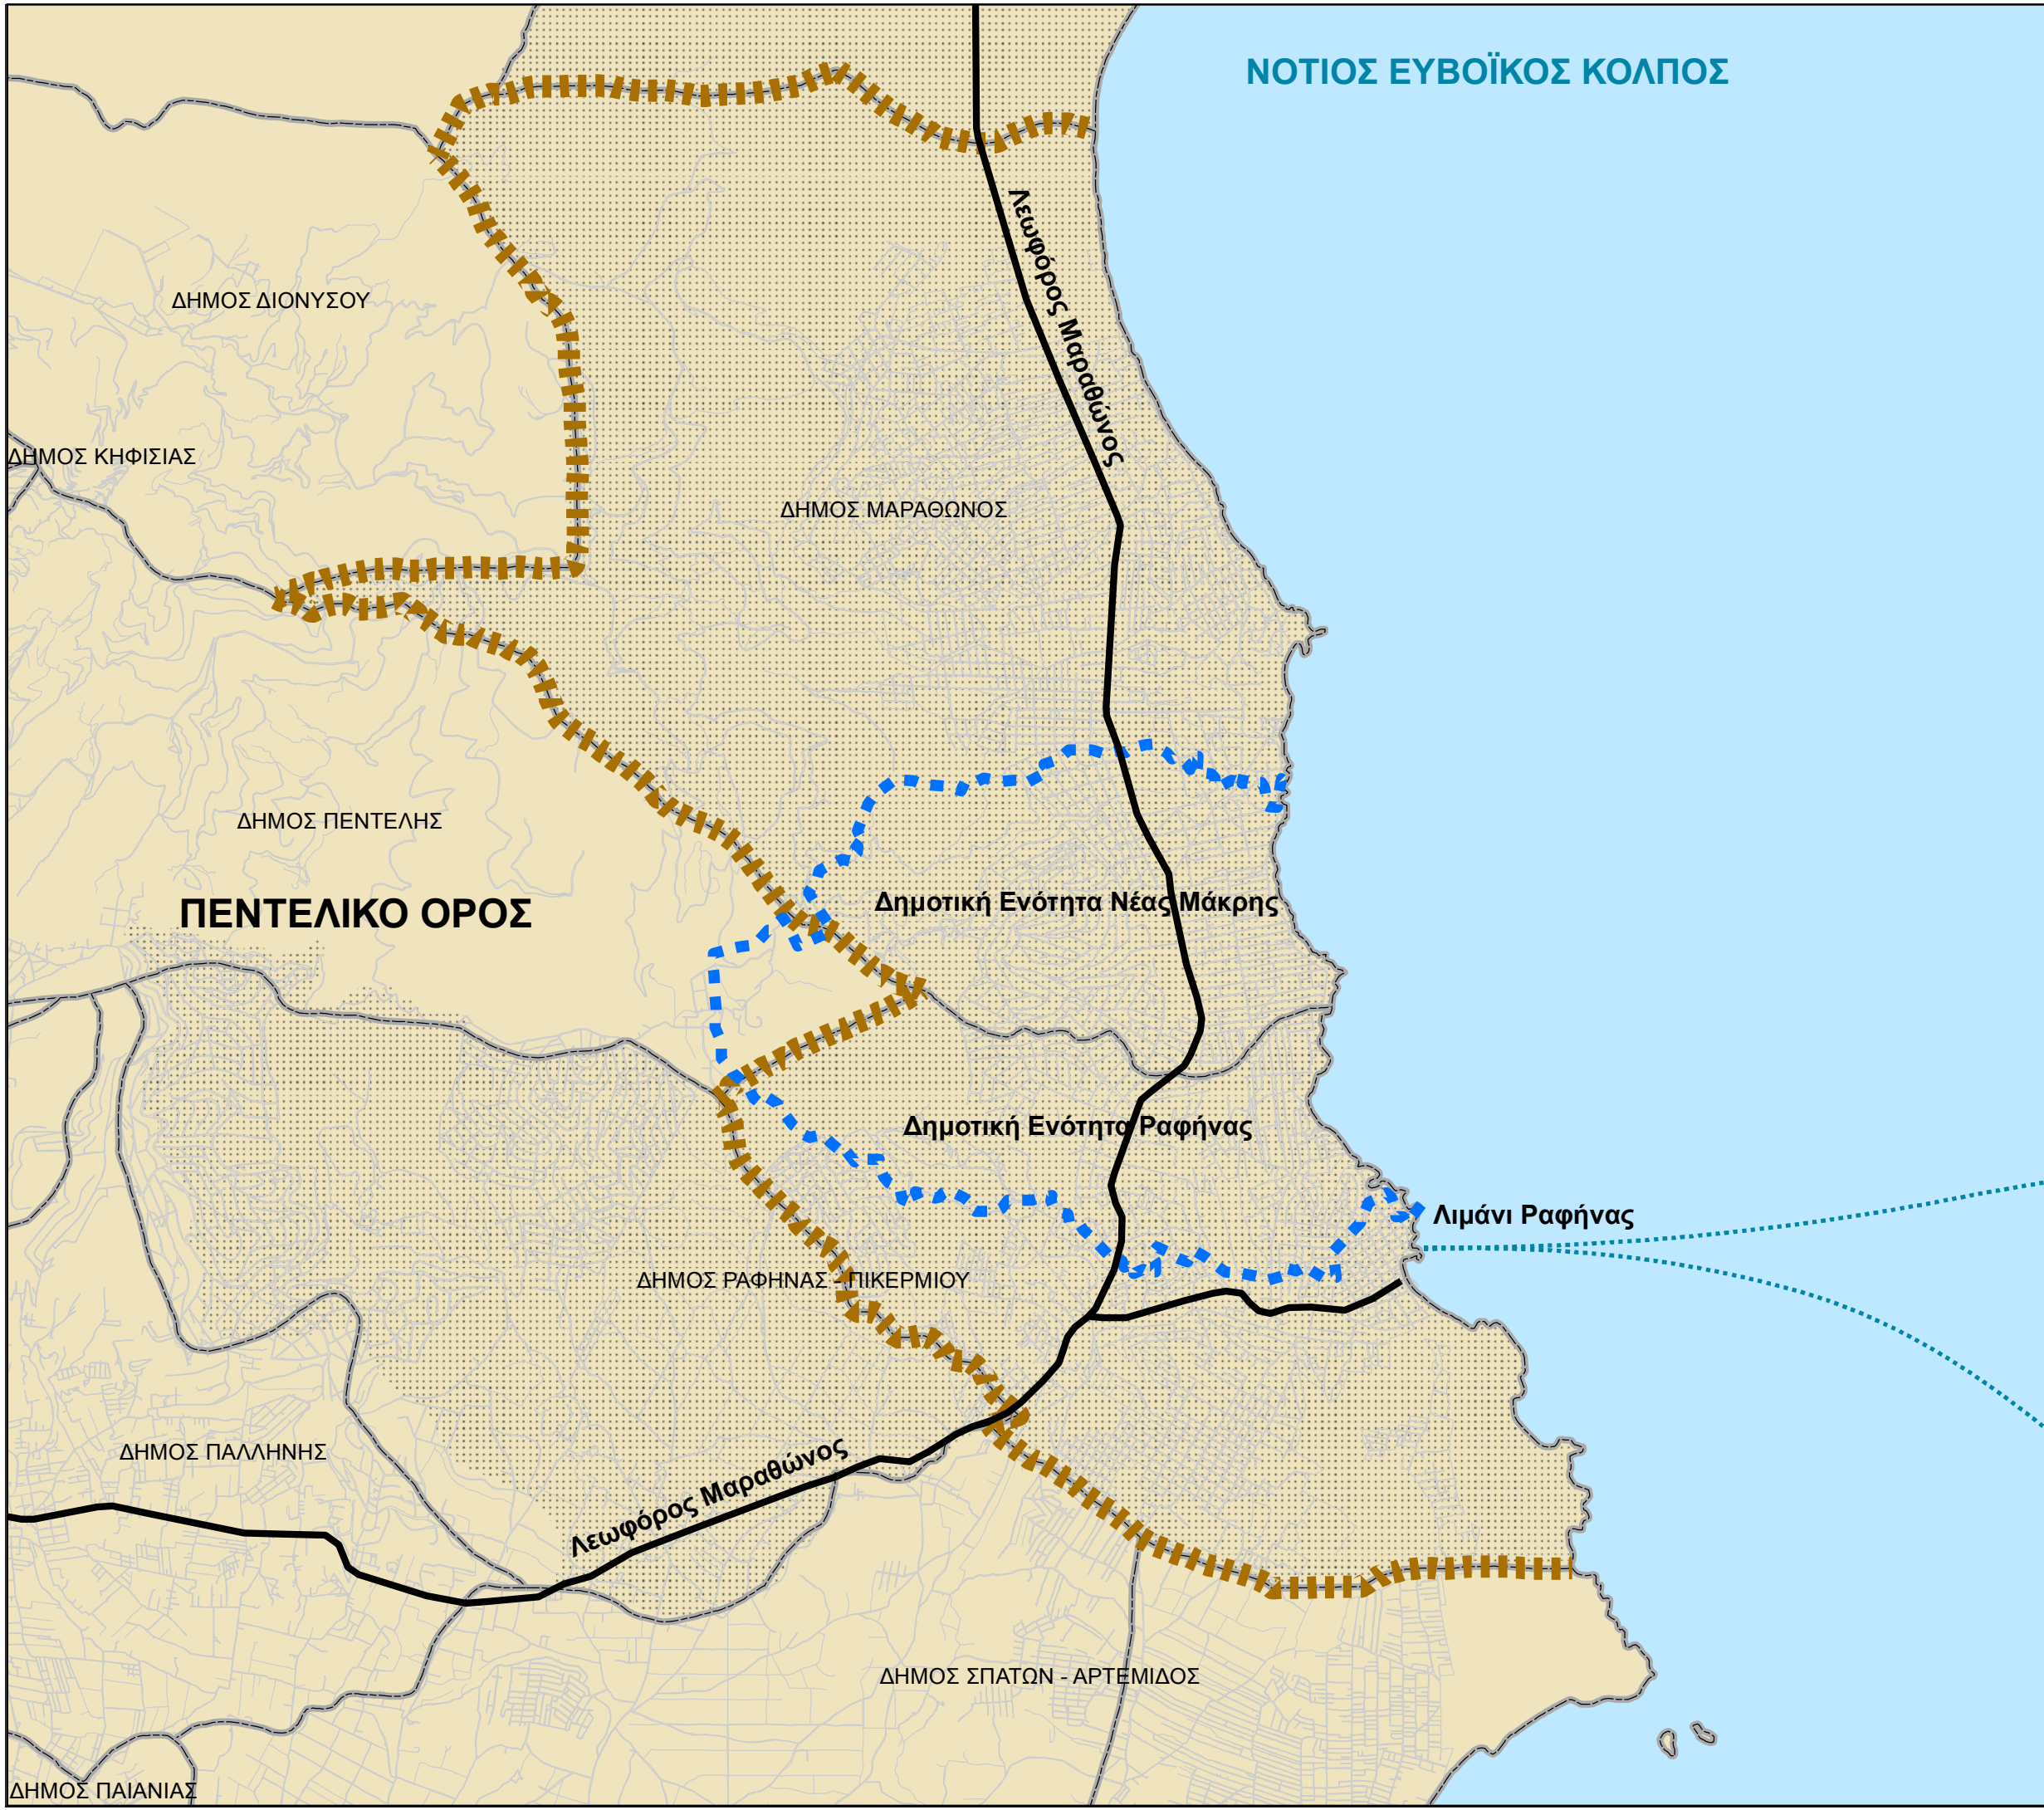 ΝΟΤΙΟΣ ΕΥΒΟΪΚΟΣ ΚΟΛΠΟΣ
Λεωφόρος Μαραθώνος
ΔΗΜΟΣ ΔΙΟΝΥΣΟΥ
ΔΗΜΟΣ ΚΗΦΙΣΙΑΣ
ΔΗΜΟΣ ΜΑΡΑΘΩΝΟΣ
ΔΗΜΟΣ ΠΕΝΤΕΛΗΣ
ΠΕΝΤΕΛΙΚΟ ΟΡΟΣ
Δημοτική Ενότητα Νέας Μάκρης
Δημοτική Ενότητα Ραφήνας
Λιμάνι Ραφήνας
ΔΗΜΟΣ ΡΑΦΗΝΑΣ - ΠΙΚΕΡΜΙΟΥ
ΔΗΜΟΣ ΠΑΛΛΗΝΗΣ
Λεωφόρος Μαραθώνος
ΔΗΜΟΣ ΣΠΑΤΩΝ - ΑΡΤΕΜΙΔΟΣ
ΔΗΜΟΣ ΠΑΙΑΝΙΑΣ